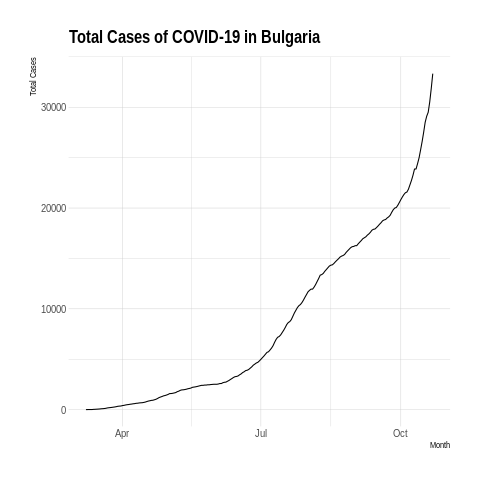 Total Cases of COVID-19 in Bulgaria
Total Cases
30000
20000
10000
0
Apr Jul Oct
Month